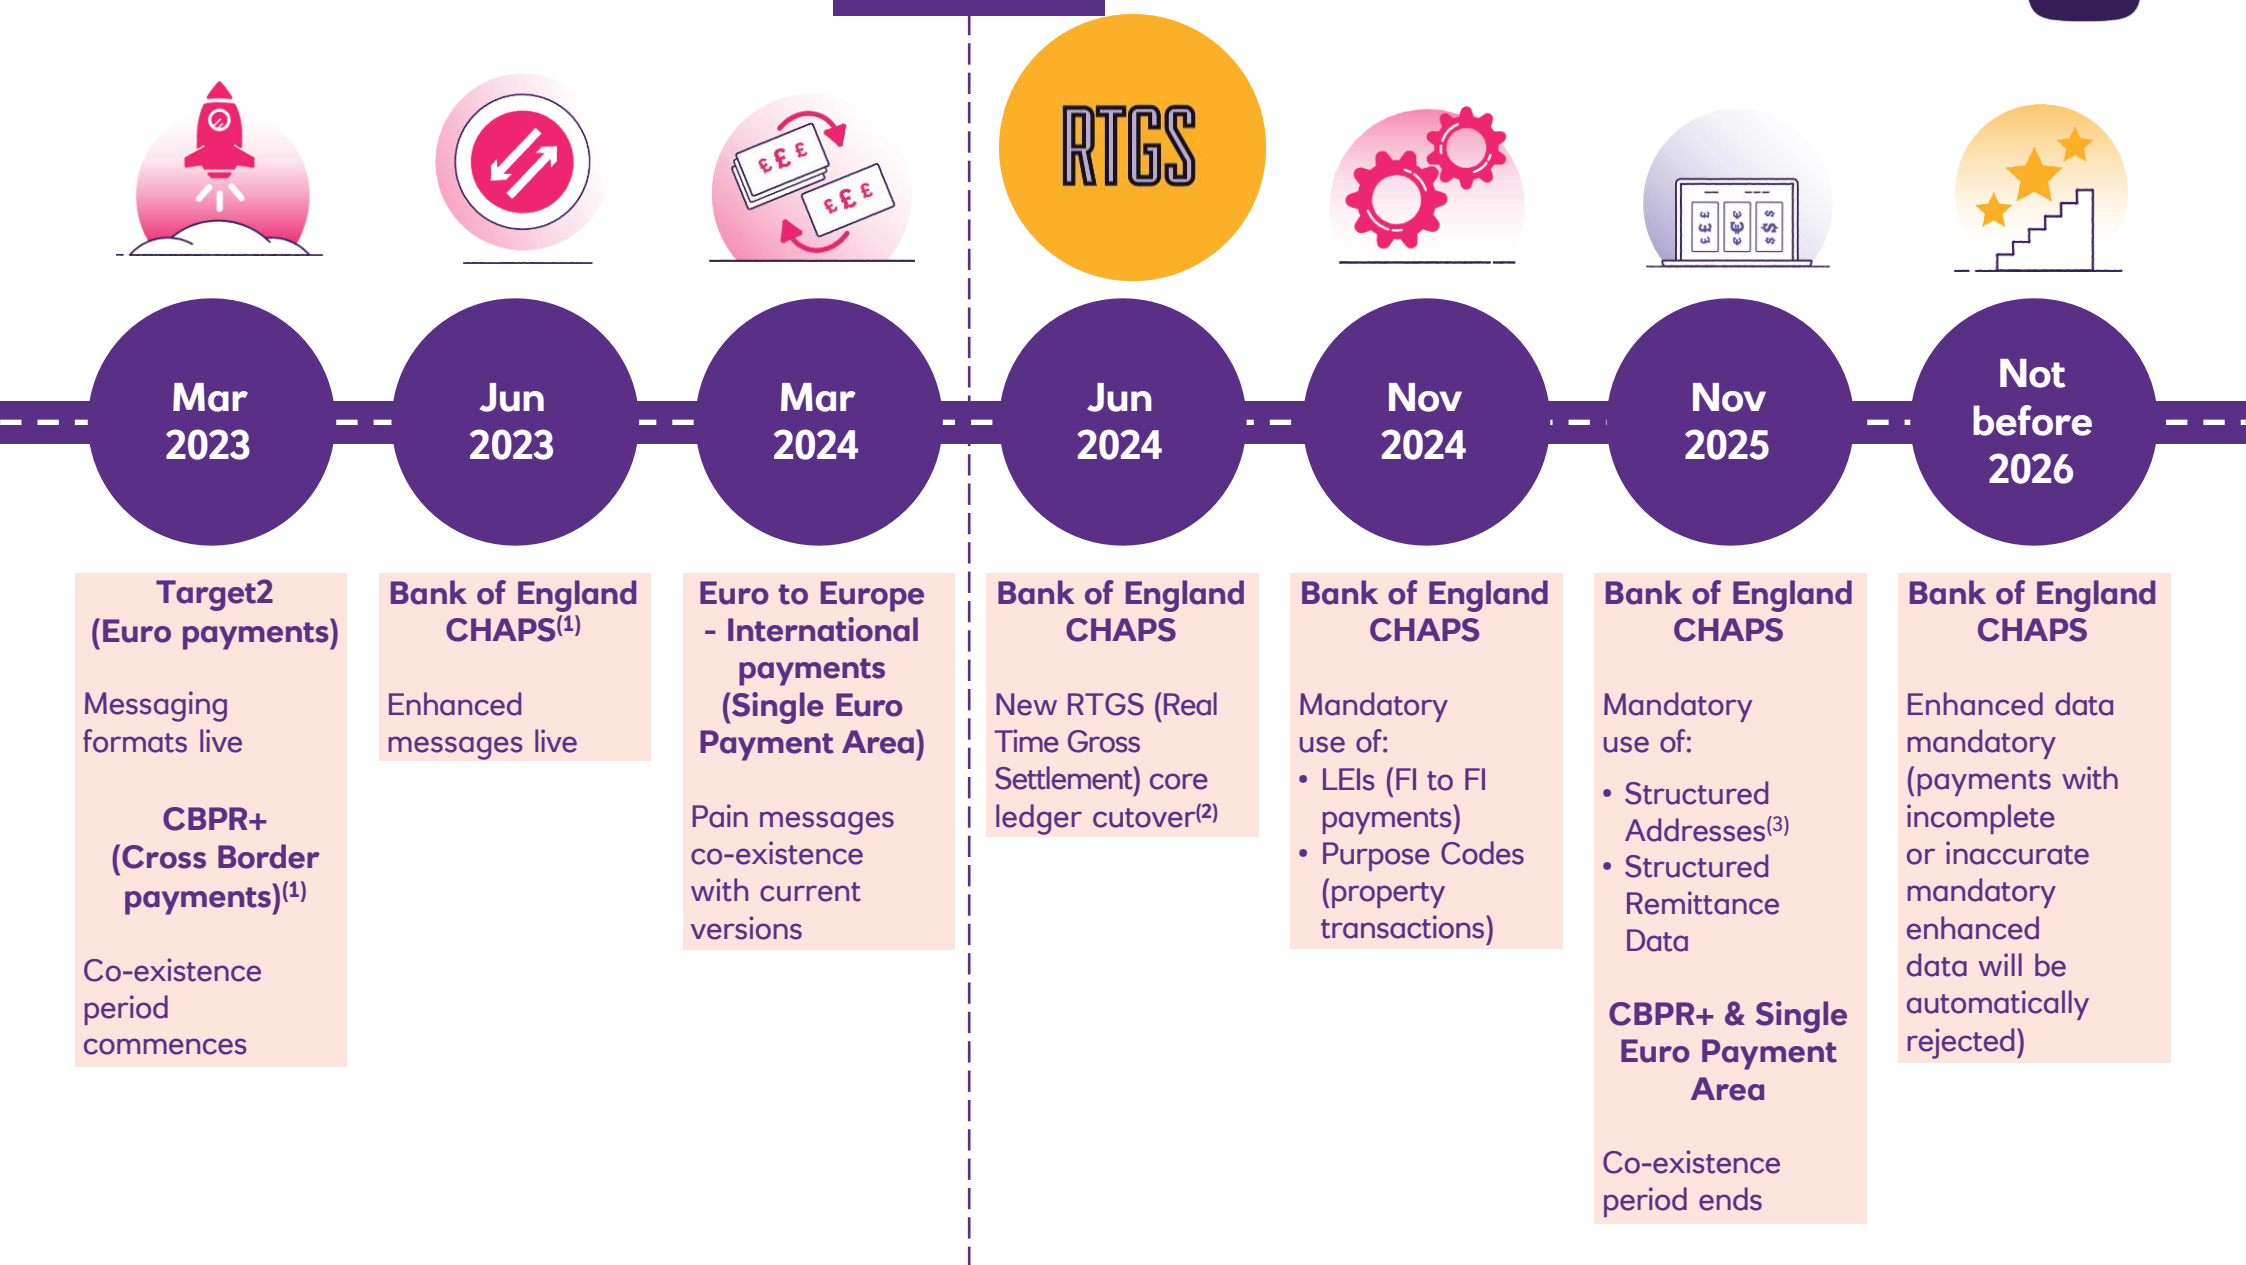 RTGS
Mar
2023
Jun
2023
Mar
2024
Jun
2024
Nov
2024
Nov
2025
Not
before
2026
Target2
(Euro payments)
Messaging
formats live
CBPR+
(Cross Border
payments)(1)
Co-existence
period
commences
Bank of England
CHAPS(1)
Enhanced
messages live
Euro to Europe
- International
payments
(Single Euro
Payment Area)
Pain messages
co-existence
with current
versions
Bank of England
CHAPS
New RTGS (Real
Time Gross
Settlement) core
ledger cutover(2)
Bank of England
CHAPS
Mandatory
use of:
• LEIs (FI to FI
payments)
• Purpose Codes
(property
transactions)
Bank of England
CHAPS
Mandatory
use of:
• Structured
Addresses(3)
• Structured
Remittance
Data
CBPR+ & Single
Euro Payment
Area
Co-existence
period ends
Bank of England
CHAPS
Enhanced data
mandatory
(payments with
incomplete
or inaccurate
mandatory
enhanced
data will be
automatically
rejected)